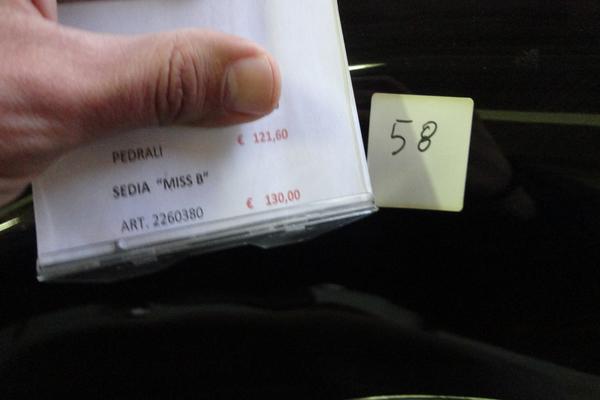 € 121,60
PEDRALI
SEDIA "MISS B"
€ 130,00
ART. 2260380
58